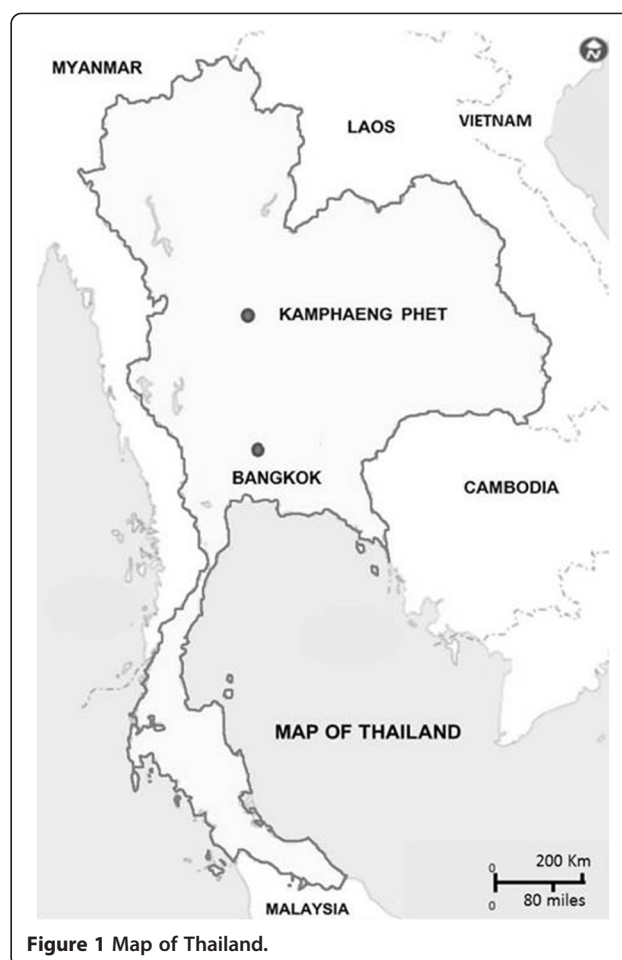 MYANMAR
N
LAOS
VIETNAM
KAMPHAENG PHET
BANGKOK
CAMBODIA
MAP OF THAILAND
0 200 Km
0 80 miles
MALAYSIA
Figure 1 Map of Thailand.